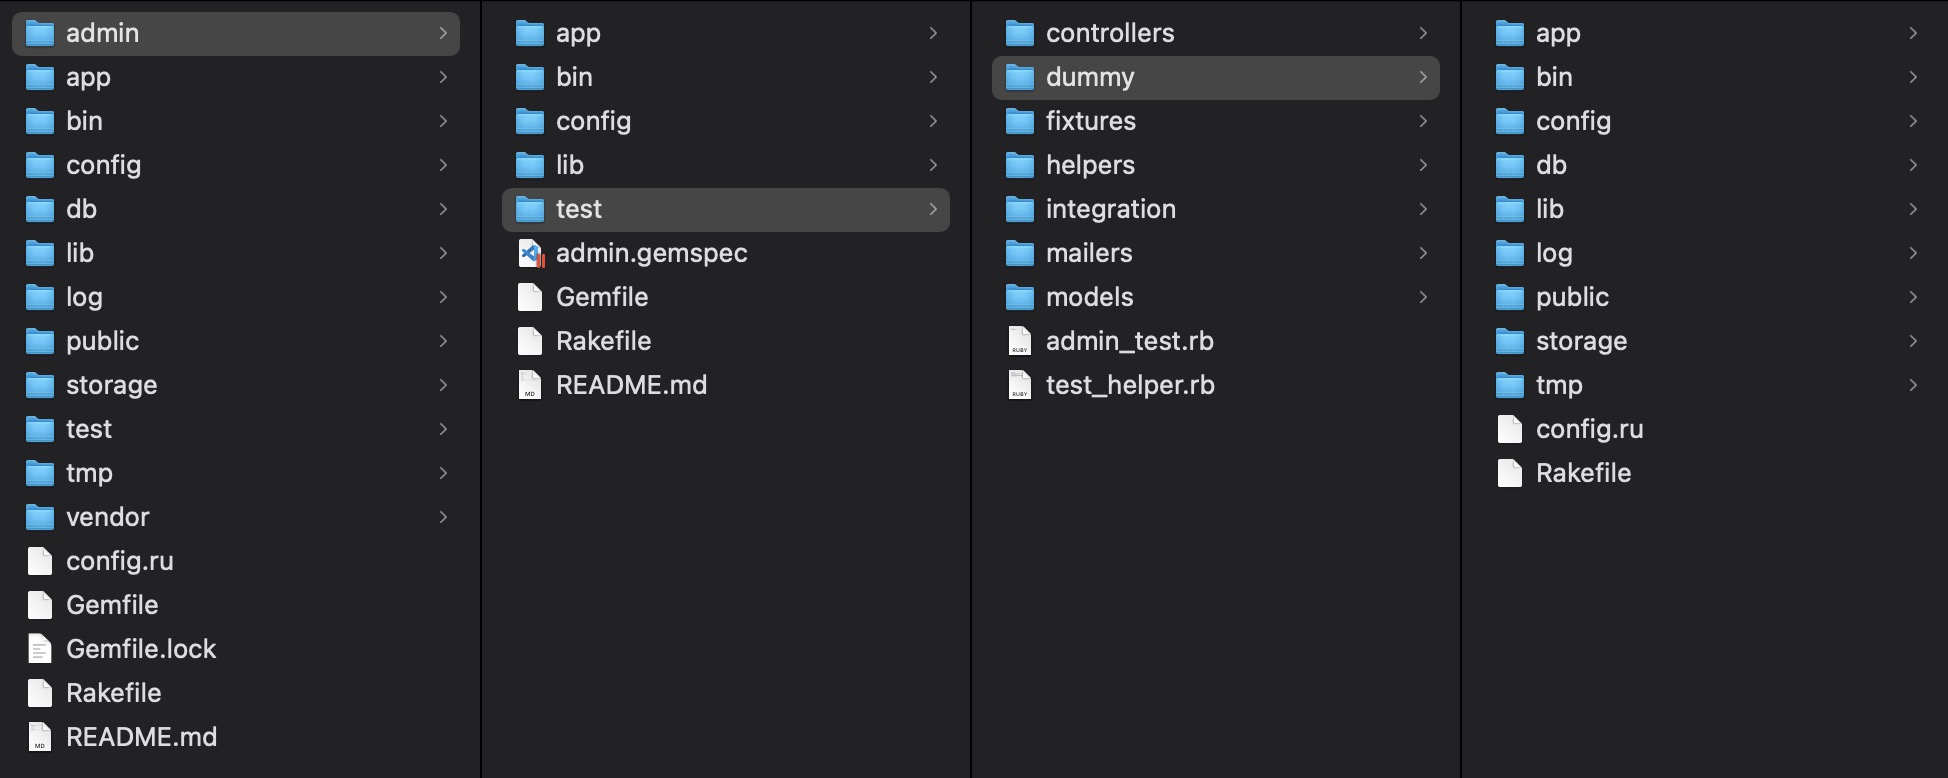 admin
app
bin
config
db
lib
log
public
storage
test
tmp
vendor
config.ru
Gemfile
Gemfile.lock
Rakefile
README.md
app
bin
config
lib
test
admin.gemspec
Gemfile
Rakefile
README.md
controllers
dummy
fixtures
helpers
integration
mailers
models
admin_test.rb
test_helper.rb
app
bin
config
db
lib
log
public
storage
tmp
config.ru
Rakefile